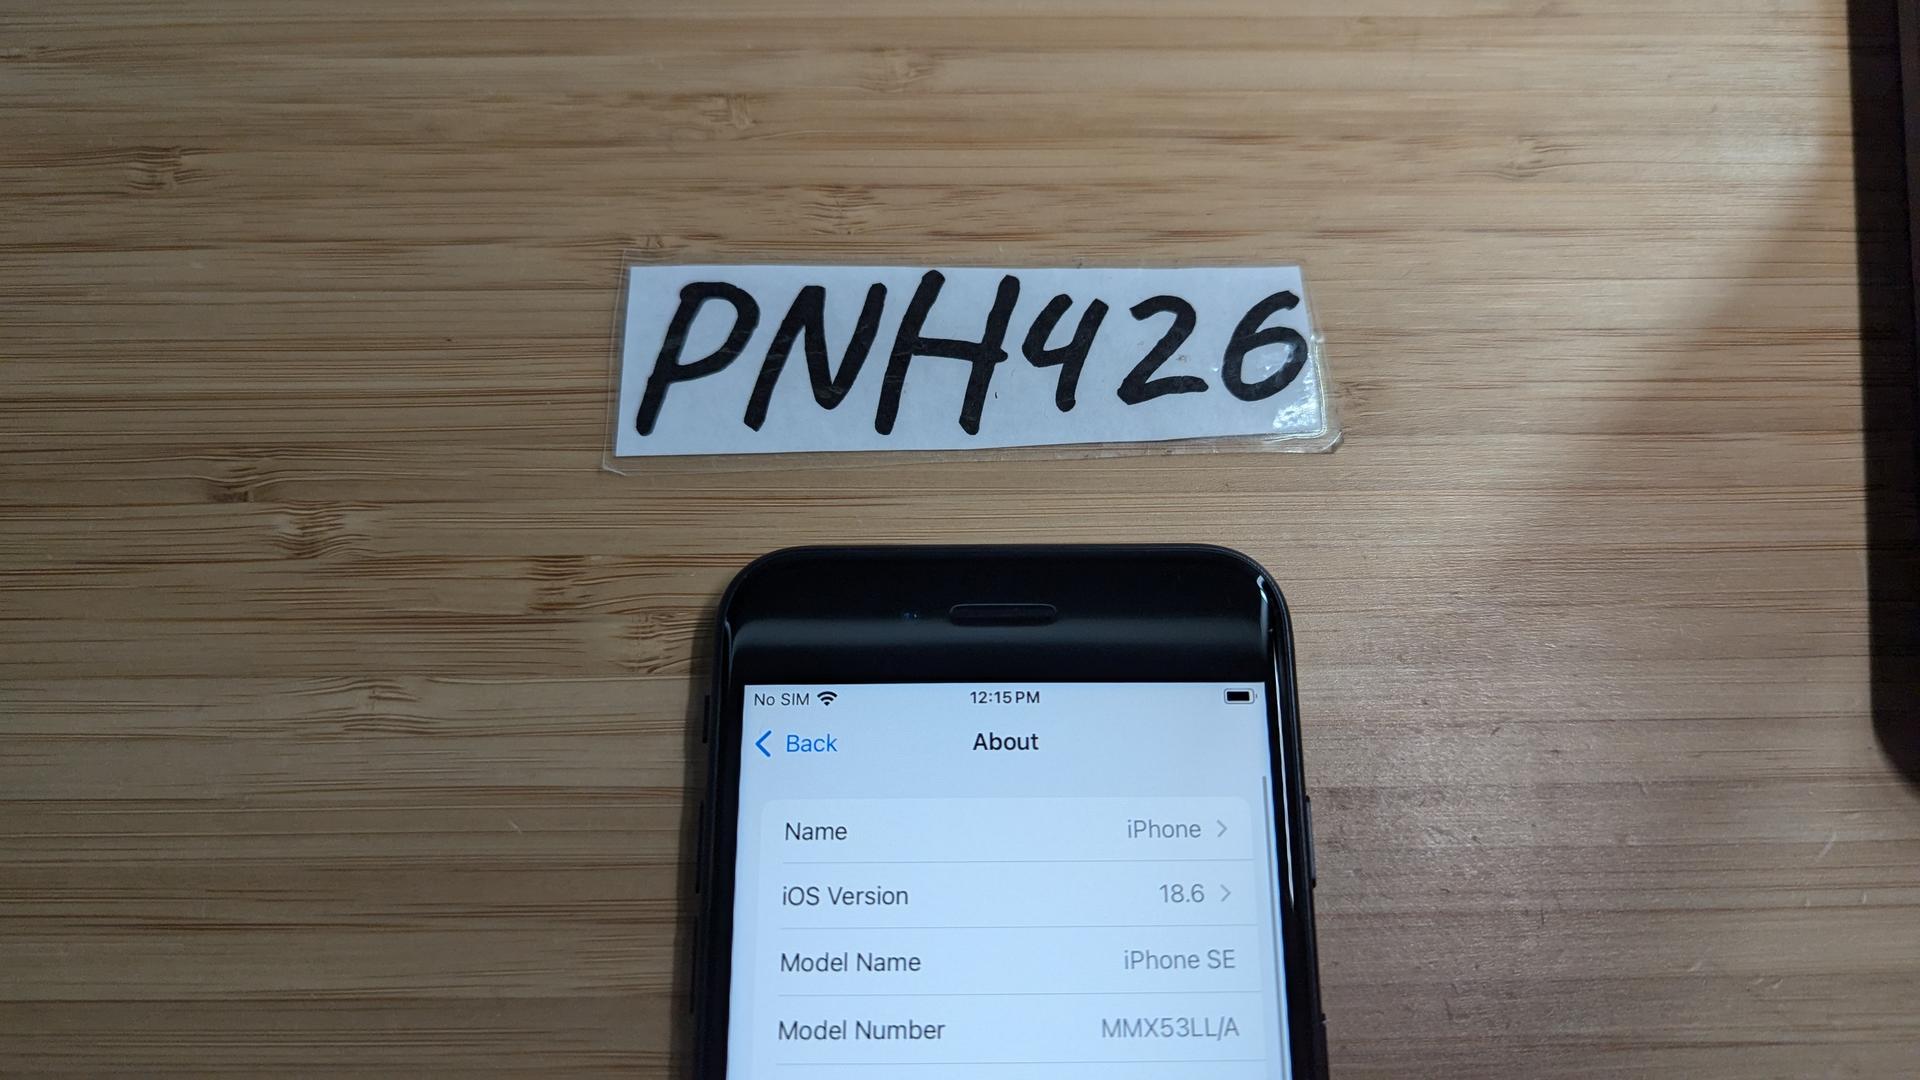 PNH426
No SIM 12:15 PM
Back About
Name iPhone
iOS Version 18.6
Model Name iPhone SE
Model Number MMX53LL/A